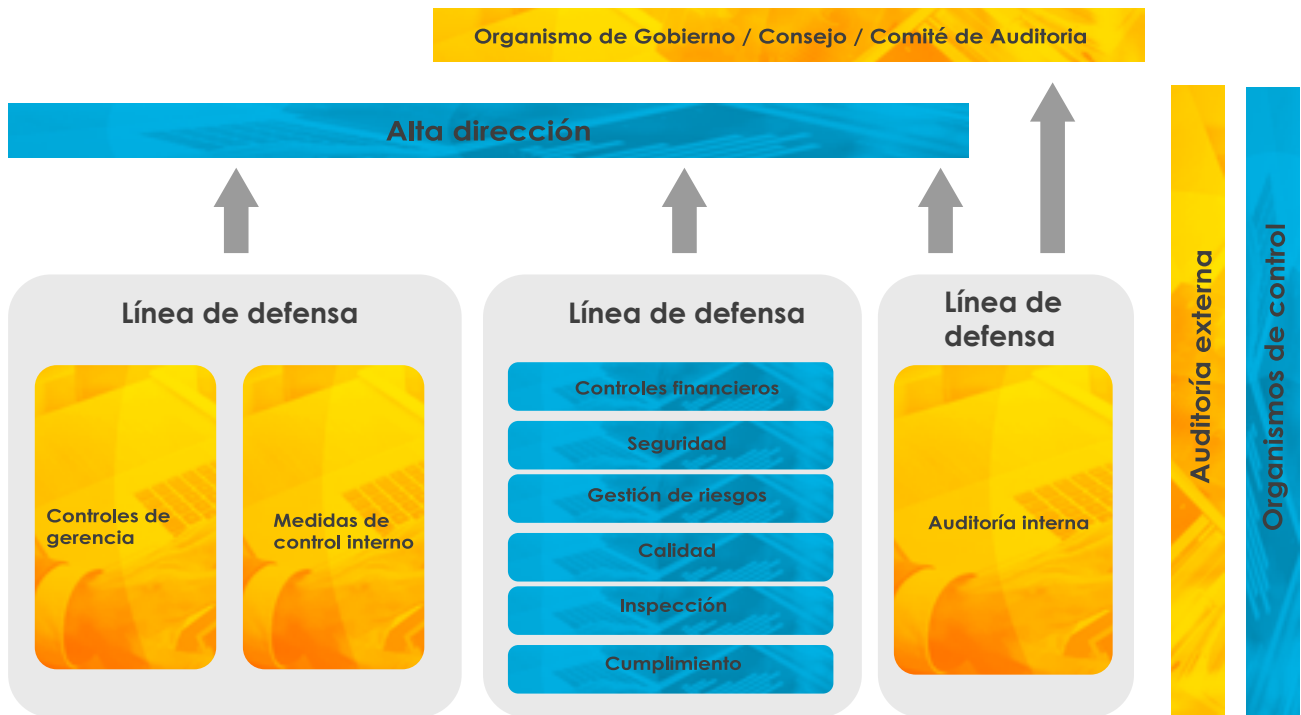 Organismo de Gobierno / Consejo / Comité de Auditoria
Alta dirección
Línea de defensa
Controles de
gerencia
Medidas de
control interno
Línea de defensa
Controles financieros
Seguridad
Gestión de riesgos
Calidad
Inspección
Cumplimiento
Línea de
defensa
Auditoría interna
Auditoría externa
Organismos de control